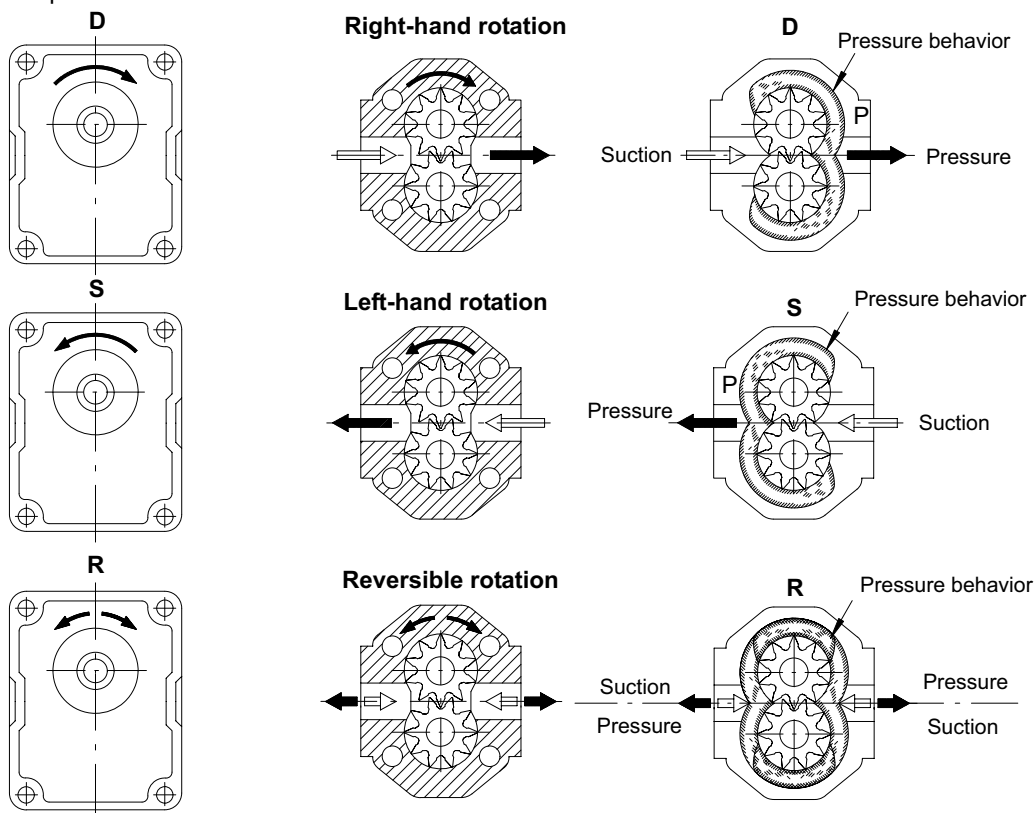 D
Right-hand rotation
D
Pressure behavior
P
Suction
Pressure
S
Left-hand rotation
S
Pressure behavior
P
Pressure
Suction
R
Reversible rotation
R
Pressure behavior
Suction
Pressure
Pressure
Suction